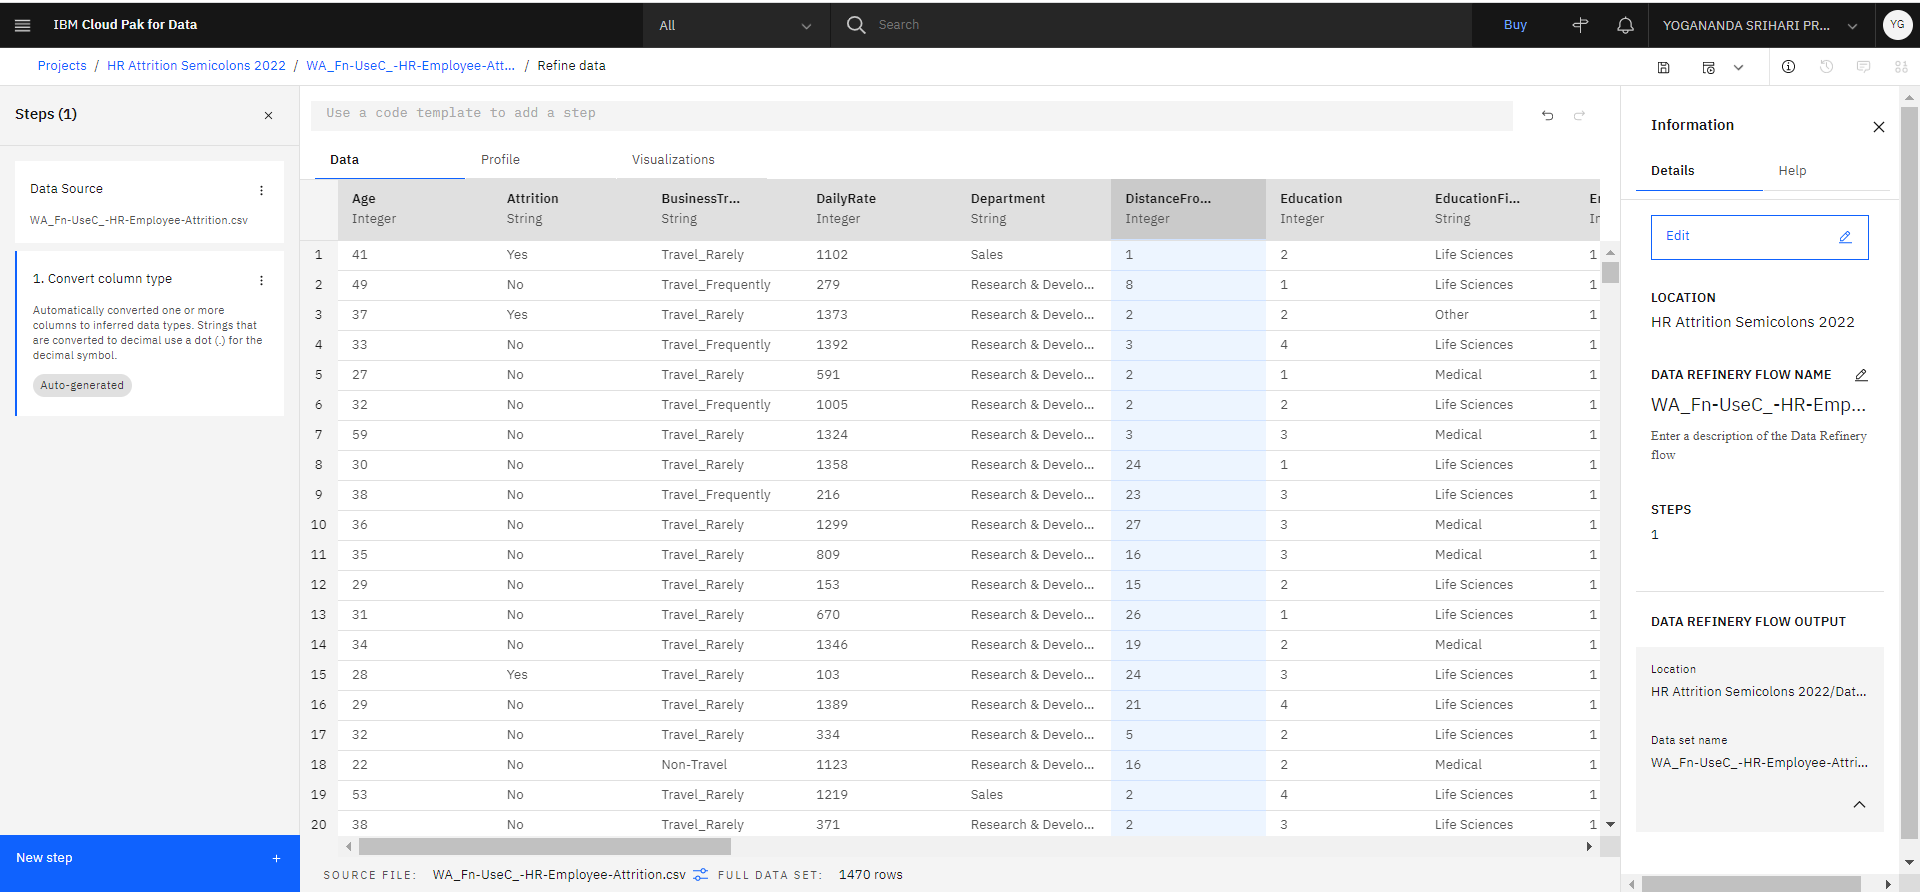 IBM Cloud Pak for Data
All
Search
Buy
YOGANANDA SRIHARI PR...
YG
Projects / HR Attrition Semicolons 2022 / WA_Fn-UseC_-HR-Employee-Att... / Refine data
Steps (1)
Data Source
WA_Fn-UseC_-HR-Employee-Attrition.csv
1. Convert column type
Automatically converted one or more
columns to inferred data types. Strings that
are converted to decimal use a dot (.) for the
decimal symbol.
Auto-generated
New step
+
Use a code template to add a step
Data Profile Visualizations
Age Attrition BusinessTr... DailyRate Department DistanceFro... Education EducationFi...
Integer String String Integer String Integer Integer String
1 41 Yes Travel_Rarely 1102 Sales 1 2 Life Sciences 1
2 49 No Travel_Frequently 279 Research & Develo... 8 1 Life Sciences 1
3 37 Yes Travel_Rarely 1373 Research & Develo... 2 2 Other 1
4 33 No Travel_Frequently 1392 Research & Develo... 3 4 Life Sciences 1
5 27 No Travel_Rarely 591 Research & Develo... 2 1 Medical 1
6 32 No Travel_Frequently 1005 Research & Develo... 2 2 Life Sciences 1
7 59 No Travel_Rarely 1324 Research & Develo... 3 3 Medical 1
8 30 No Travel_Rarely 1358 Research & Develo... 24 1 Life Sciences 1
9 38 No Travel_Frequently 216 Research & Develo... 23 3 Life Sciences 1
10 36 No Travel_Rarely 1299 Research & Develo... 27 3 Medical 1
11 35 No Travel_Rarely 809 Research & Develo... 16 3 Medical 1
12 29 No Travel_Rarely 153 Research & Develo... 15 2 Life Sciences 1
13 31 No Travel_Rarely 670 Research & Develo... 26 1 Life Sciences 1
14 34 No Travel_Rarely 1346 Research & Develo... 19 2 Medical 1
15 28 Yes Travel_Rarely 103 Research & Develo... 24 3 Life Sciences 1
16 29 No Travel_Rarely 1389 Research & Develo... 21 4 Life Sciences 1
17 32 No Travel_Rarely 334 Research & Develo... 5 2 Life Sciences 1
18 22 No Non-Travel 1123 Research & Develo... 16 2 Medical 1
19 53 No Travel_Rarely 1219 Sales 2 4 Life Sciences 1
20 38 No Travel_Rarely 371 Research & Develo... 2 3 Life Sciences 1
SOURCE FILE: WA_Fn-UseC_-HR-Employee-Attrition.csv FULL DATA SET: 1470 rows
Information
Details Help
Edit
LOCATION
HR Attrition Semicolons 2022
DATA REFINERY FLOW NAME
WA_Fn-UseC_-HR-Emp...
Enter a description of the Data Refinery
flow
STEPS
1
DATA REFINERY FLOW OUTPUT
Location
HR Attrition Semicolons 2022/Dat...
Data set name
WA_Fn-UseC_-HR-Employee-Attri...